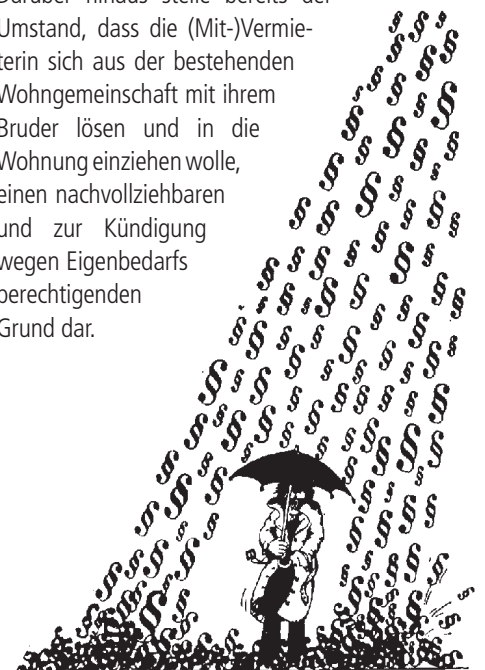 Darüber hinaus stelle bereits der
Umstand, dass die (Mit-)Vermie-
terin sich aus der bestehenden
Wohngemeinschaft mit ihrem
Bruder lösen und in die
Wohnung einziehen wolle,
einen nachvollziehbaren
und zur Kündigung
wegen Eigenbedarfs
berechtigenden
Grund dar.